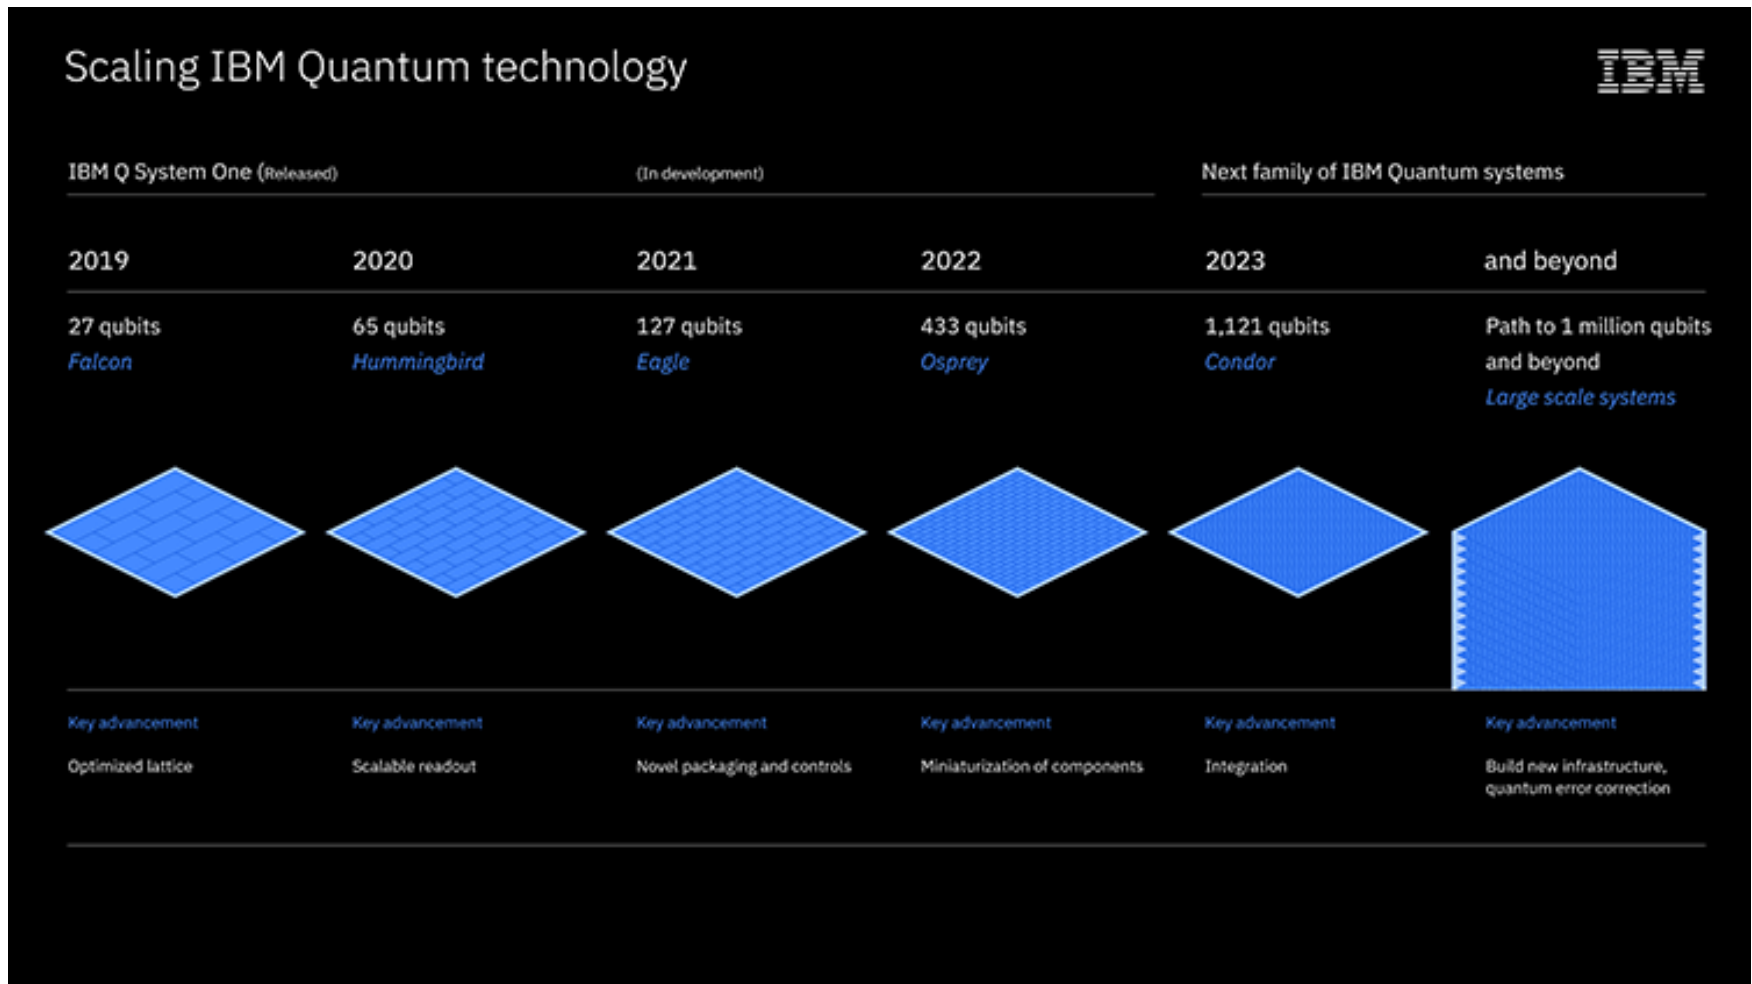 Scaling IBM Quantum technology
IBM
IBM Q System One (Released)
(In development)
Next family of IBM Quantum systems
2019
2020
2021
2022
2023
and beyond
27 qubits
Falcon
65 qubits
Hummingbird
127 qubits
Eagle
433 qubits
Osprey
1,121 qubits
Condor
Path to 1 million qubits
and beyond
Large scale systems
Key advancement
Optimized lattice
Key advancement
Scalable readout
Key advancement
Novel packaging and controls
Key advancement
Miniaturization of components
Key advancement
Integration
Key advancement
Build new infrastructure,
quantum error correction